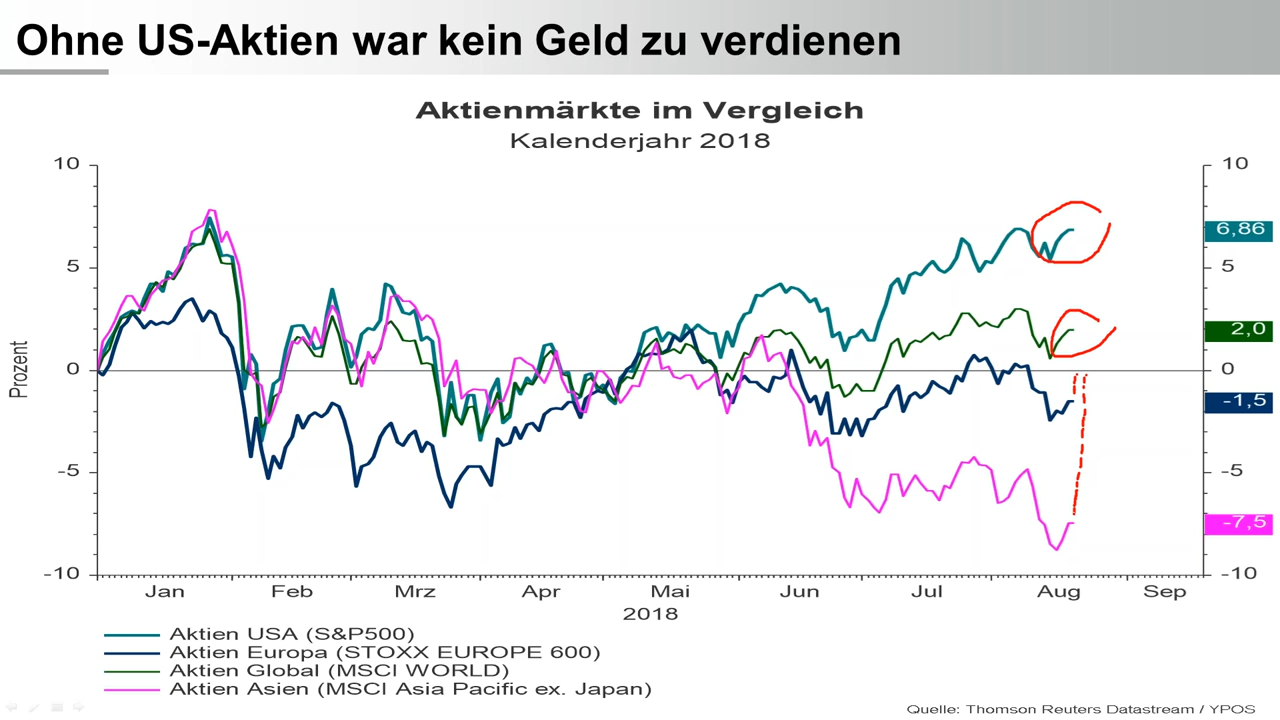 Ohne US-Aktien war kein Geld zu verdienen
Aktienmärkte im Vergleich
Kalenderjahr 2018
Prozent
10
5
0
-5
-10
10
6,86
5
2,0
0
-1,5
-5
-7,5
-10
Jan Feb Mrz Apr Mai Jun Jul Aug Sep
2018
Aktien USA (S&P500)
Aktien Europa (STOXX EUROPE 600)
Aktien Global (MSCI WORLD)
Aktien Asien (MSCI Asia Pacific ex. Japan)
Quelle: Thomson Reuters Datastream / YPOS